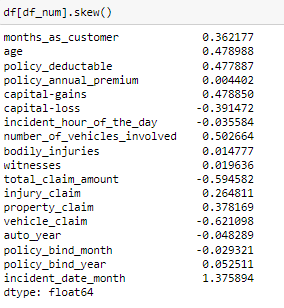 df[df_num].skew()
months_as_customer 0.362177
age 0.478988
policy_deductable 0.477887
policy_annual_premium 0.004402
capital-gains 0.478850
capital-loss -0.391472
incident_hour_of_the_day -0.035584
number_of_vehicles_involved 0.502664
bodily_injuries 0.014777
witnesses 0.019636
total_claim_amount -0.594582
injury_claim 0.264811
property_claim 0.378169
vehicle_claim -0.621098
auto_year -0.048289
policy_bind_month -0.029321
policy_bind_year 0.052511
incident_date_month 1.375894
dtype: float64